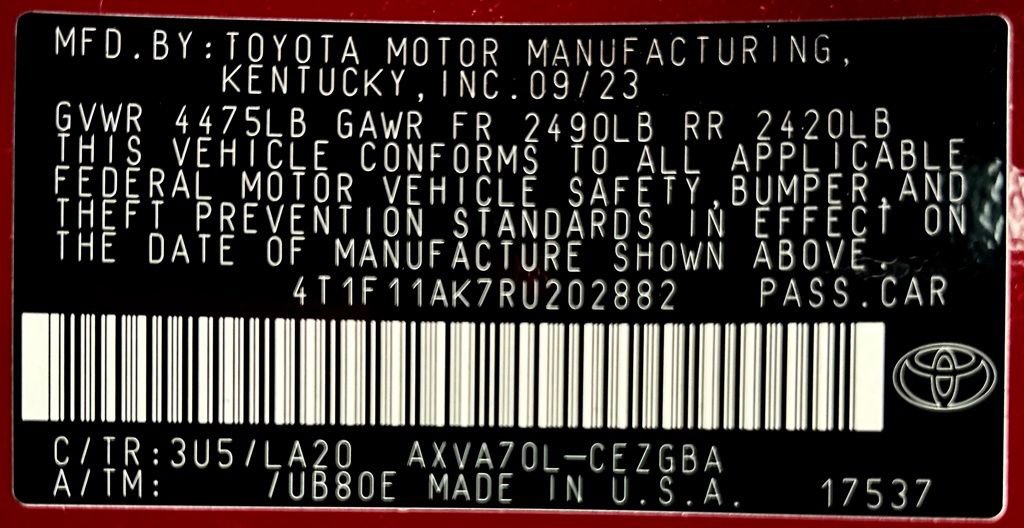 MFD.BY:TOYOTA MOTOR MANUFACTURING,
KENTUCKY,INC.09/23
GVWR 4475LB GAWR FR 2490LB RR 2420LB
THIS VEHICLE CONFORMS TO ALL APPLICABLE
FEDERAL MOTOR VEHICLE SAFETY,BUMPER,AND
THEFT PREVENTION STANDARDS IN EFFECT ON
THE DATE OF MANUFACTURE SHOWN ABOVE.
4T1F11AK7RU202882 PASS.CAR
C/TR:3U5/LA20 AXVA70L-CEZGBA
A/TM: /UB80E MADE IN U.S.A. 17537